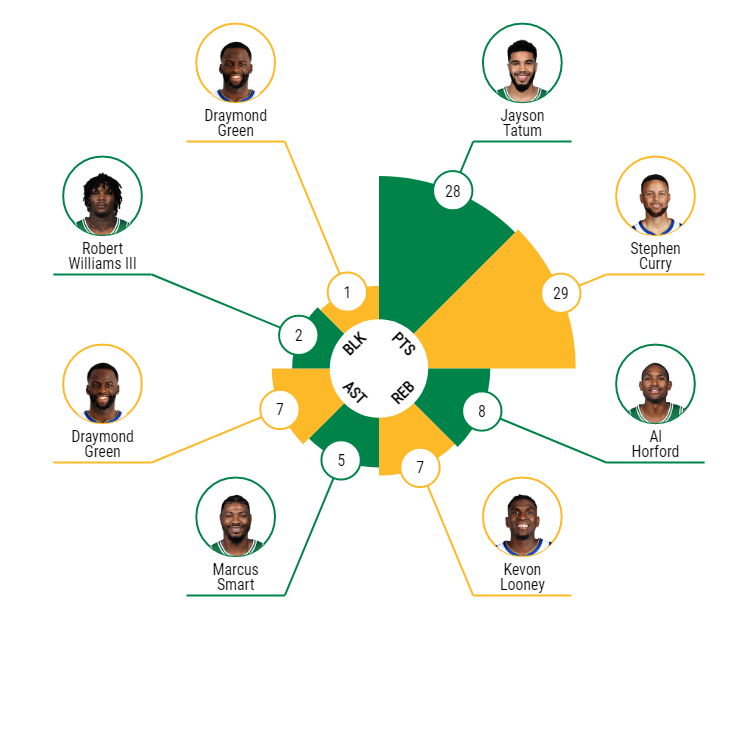 Draymond
Green
Jayson
Tatum
28
Robert
Williams III
Stephen
Curry
1
29
2
BLK
PTS
AST
REB
Draymond
Green
7
8
Al
Horford
5
7
Marcus
Smart
Kevon
Looney